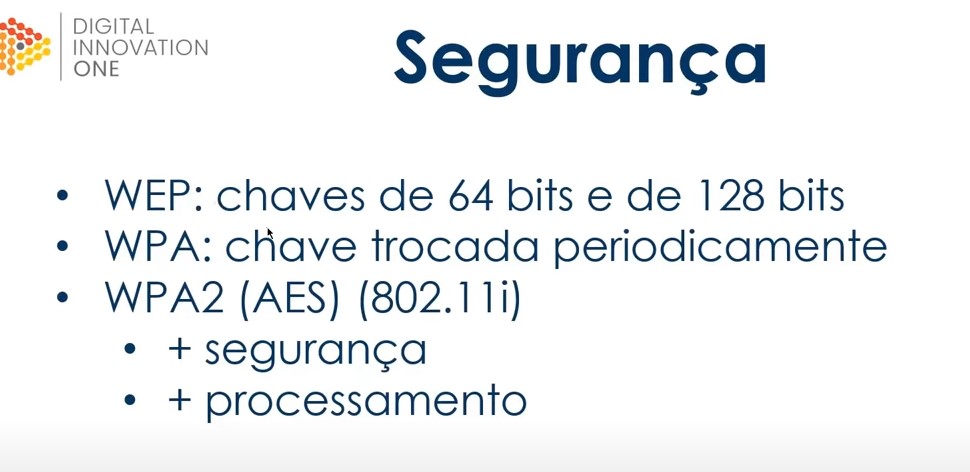 DIGITAL
INNOVATION
ONE
Segurança
• WEP: chaves de 64 bits e de 128 bits
• WPA: chave trocada periodicamente
• WPA2 (AES) (802.11i)
• + segurança
• + processamento